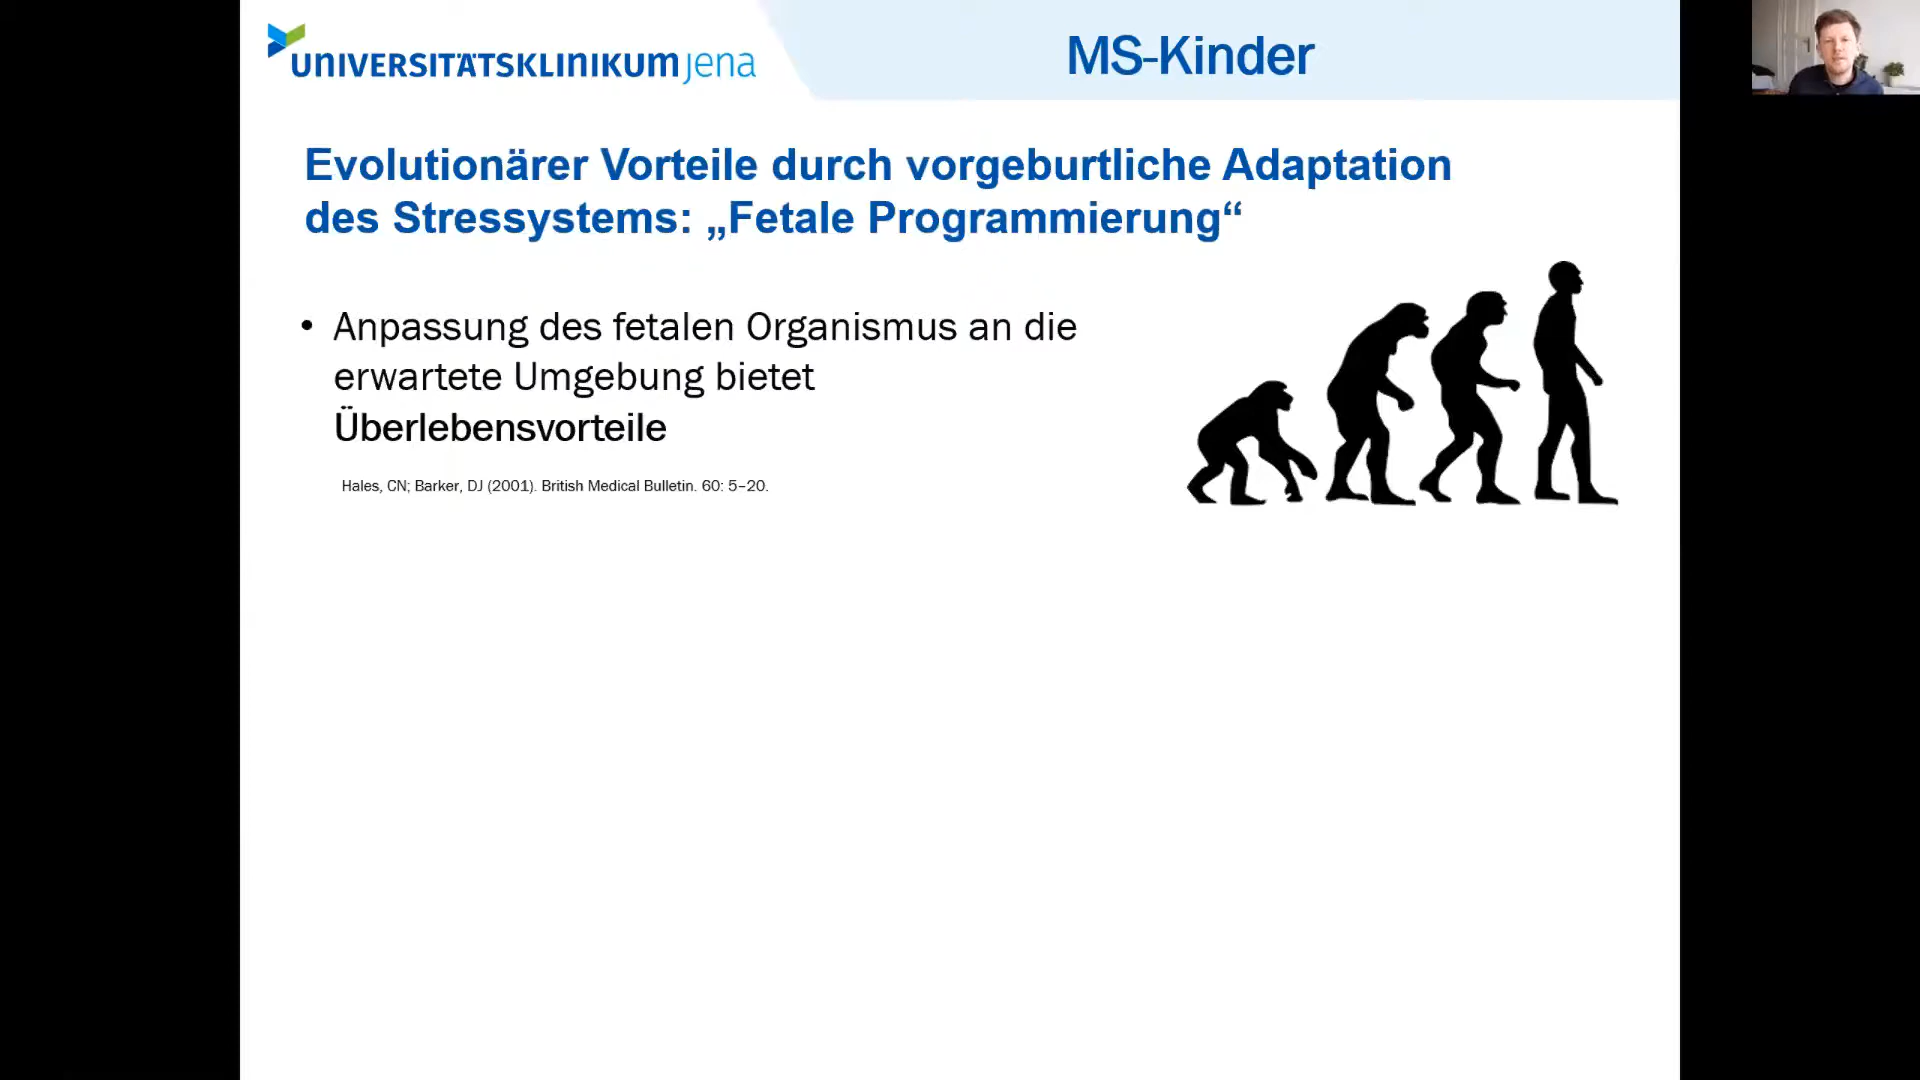 UNIVERSITÄTSKLINIKUM jena
MS-Kinder
Evolutionärer Vorteile durch vorgeburtliche Adaptation
des Stressystems: „Fetale Programmierung“
• Anpassung des fetalen Organismus an die
erwartete Umgebung bietet
Überlebensvorteile
Hales, CN; Barker, DJ (2001). British Medical Bulletin. 60: 5–20.